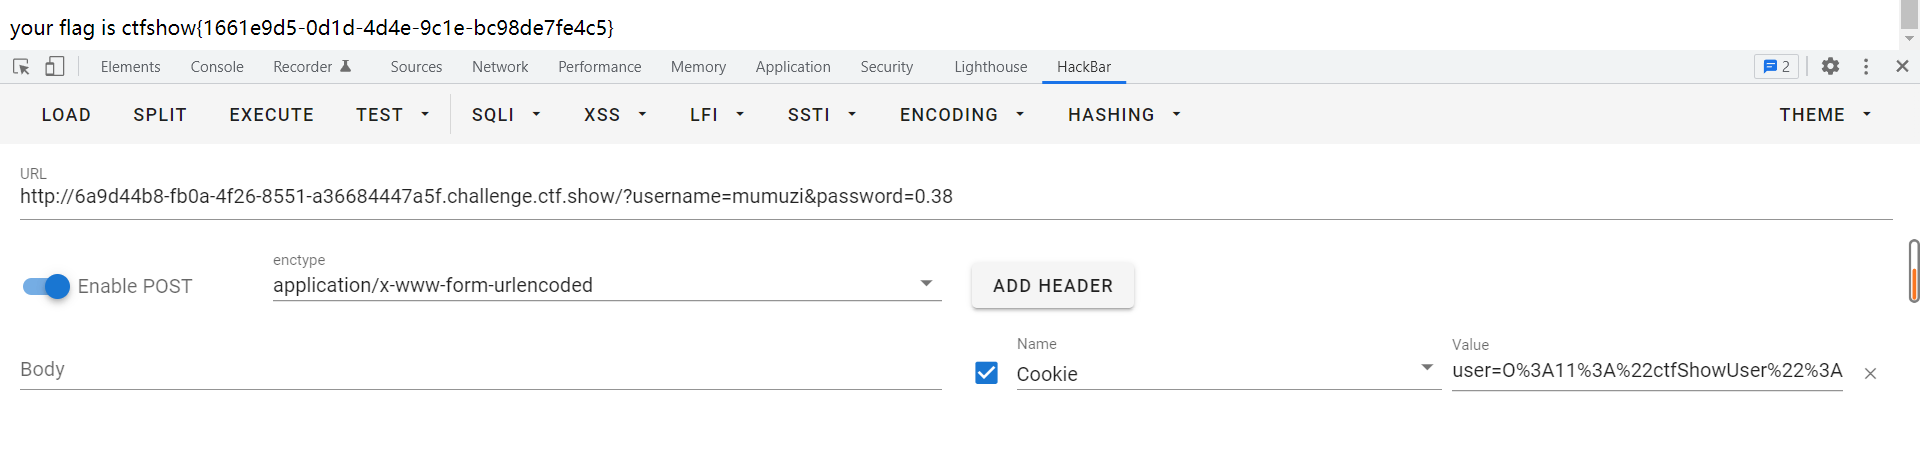 your flag is ctfshow{1661e9d5-0d1d-4d4e-9c1e-bc98de7fe4c5}
Elements Console Recorder Sources Network Performance Memory Application Security Lighthouse HackBar 2
LOAD SPLIT EXECUTE TEST SQLI XSS LFI SSTI ENCODING HASHING THEME
URL
http://6a9d44b8-fb0a-4f26-8551-a36684447a5f.challenge.ctf.show/?username=mumuzi&password=0.38
enctype
Enable POST application/x-www-form-urlencoded ADD HEADER
Name Value
Body Cookie user=O%3A11%3A%22ctfShowUser%22%3A